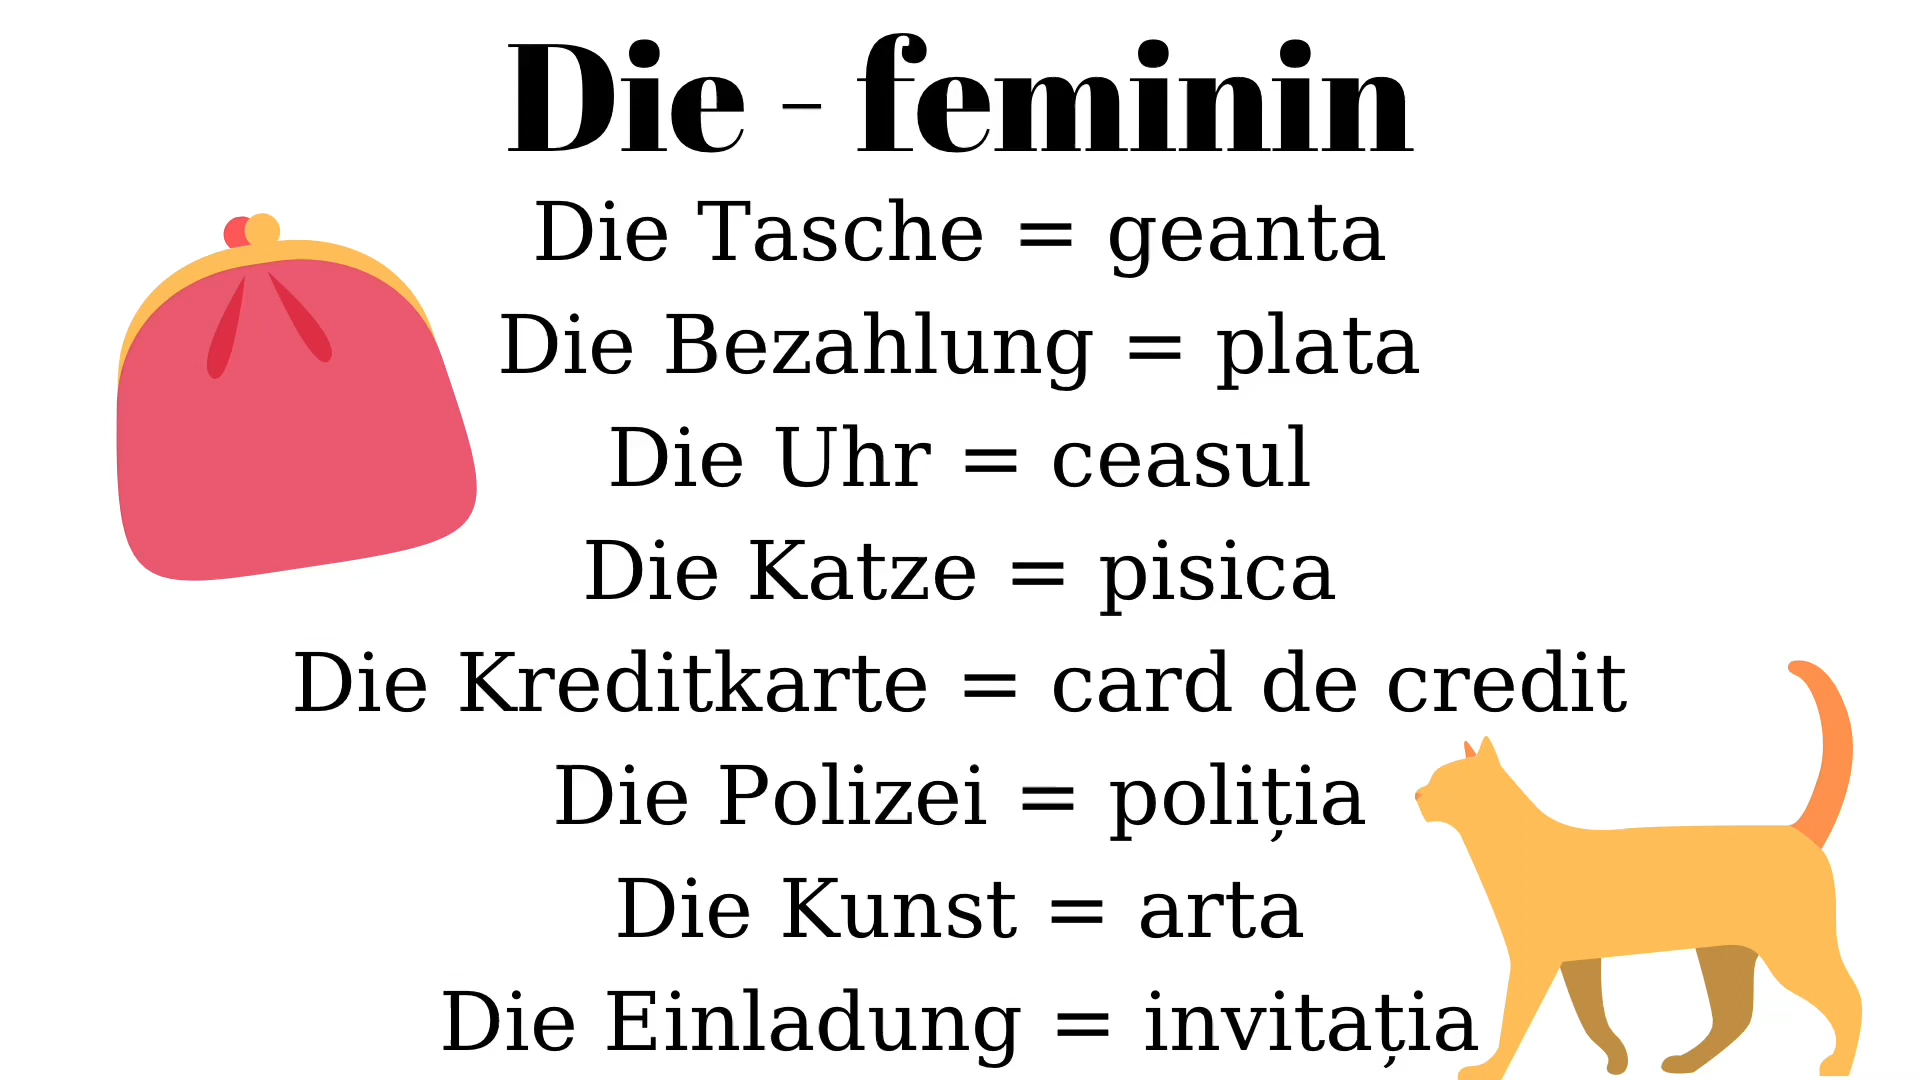 Die - feminin
Die Tasche = geanta
Die Bezahlung = plata
Die Uhr = ceasul
Die Katze = pisica
Die Kreditkarte = card de credit
Die Polizei = poliția
Die Kunst = arta
Die Einladung = invitația